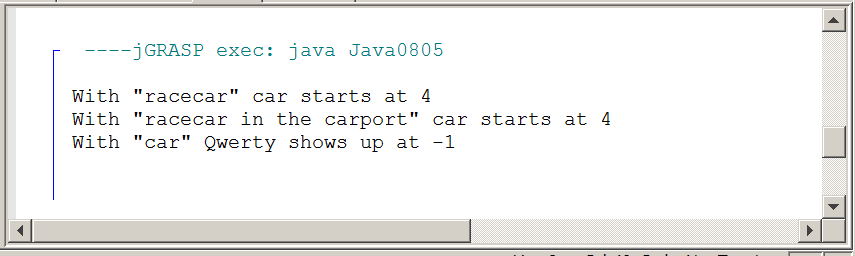 ----jGRASP exec: java Java0805
With "racecar" car starts at 4
With "racecar in the carport" car starts at 4
With "car" Qwerty shows up at -1